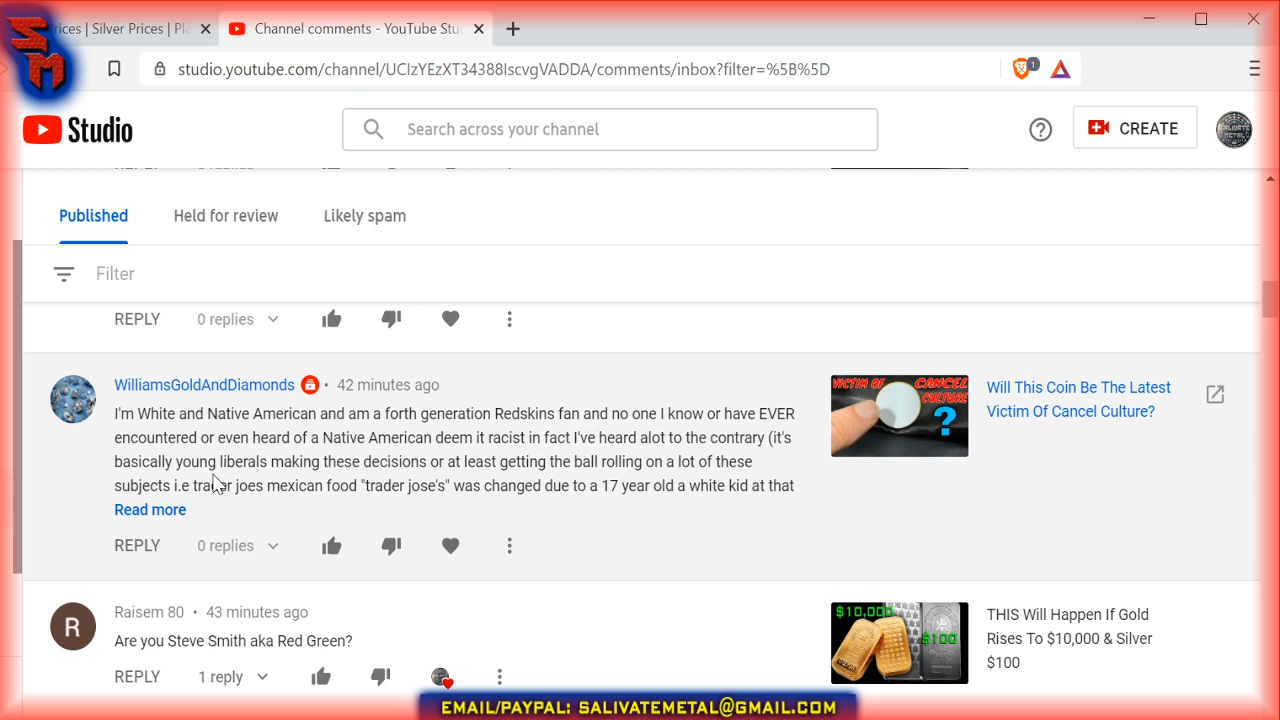 SM
rices | Silver Prices | Pla
Channel comments - YouTube Stu
studio.youtube.com/channel/UCIzYEzXT34388IscvgVADDA/comments/inbox?filter=%5B%5D
1
Studio
Search across your channel
CREATE
Published
Held for review
Likely spam
Filter
REPLY
0 replies
WilliamsGoldAndDiamonds • 42 minutes ago
I'm White and Native American and am a forth generation Redskins fan and no one I know or have EVER
encountered or even heard of a Native American deem it racist in fact I've heard alot to the contrary (it's
basically young liberals making these decisions or at least getting the ball rolling on a lot of these
subjects i.e trader joes mexican food "trader jose's" was changed due to a 17 year old a white kid at that
Read more
REPLY
0 replies
VICTIM OF CANCEL
CULTURE
?
Will This Coin Be The Latest
Victim Of Cancel Culture?
R
Raisem 80 • 43 minutes ago
Are you Steve Smith aka Red Green?
REPLY
1 reply
$10,000
$100
THIS Will Happen If Gold
Rises To $10,000 & Silver
$100
EMAIL/PAYPAL: SALIVATEMETAL@GMAIL.COM